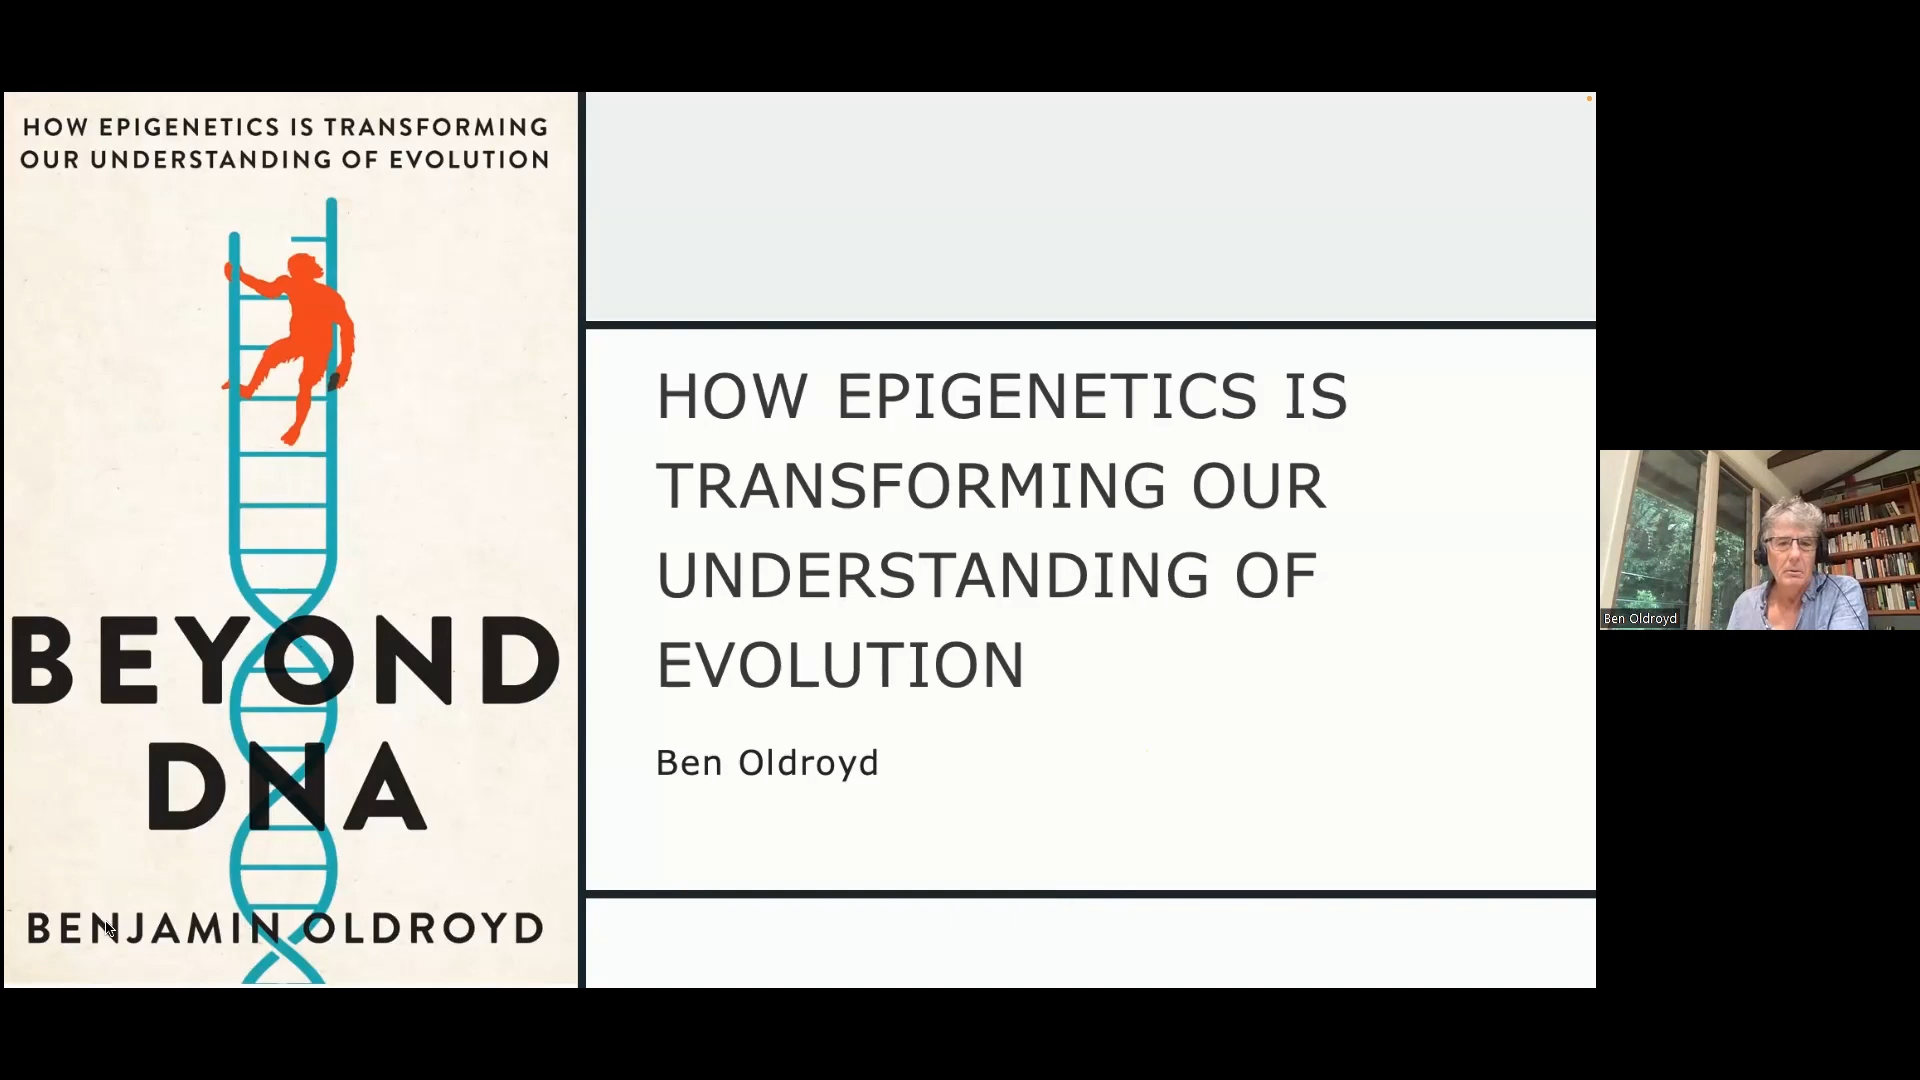 HOW EPIGENETICS IS TRANSFORMING
OUR UNDERSTANDING OF EVOLUTION
BEYOND
DNA
BENJAMIN OLDROYD
HOW EPIGENETICS IS
TRANSFORMING OUR
UNDERSTANDING OF
EVOLUTION
Ben Oldroyd
Ben Oldroyd